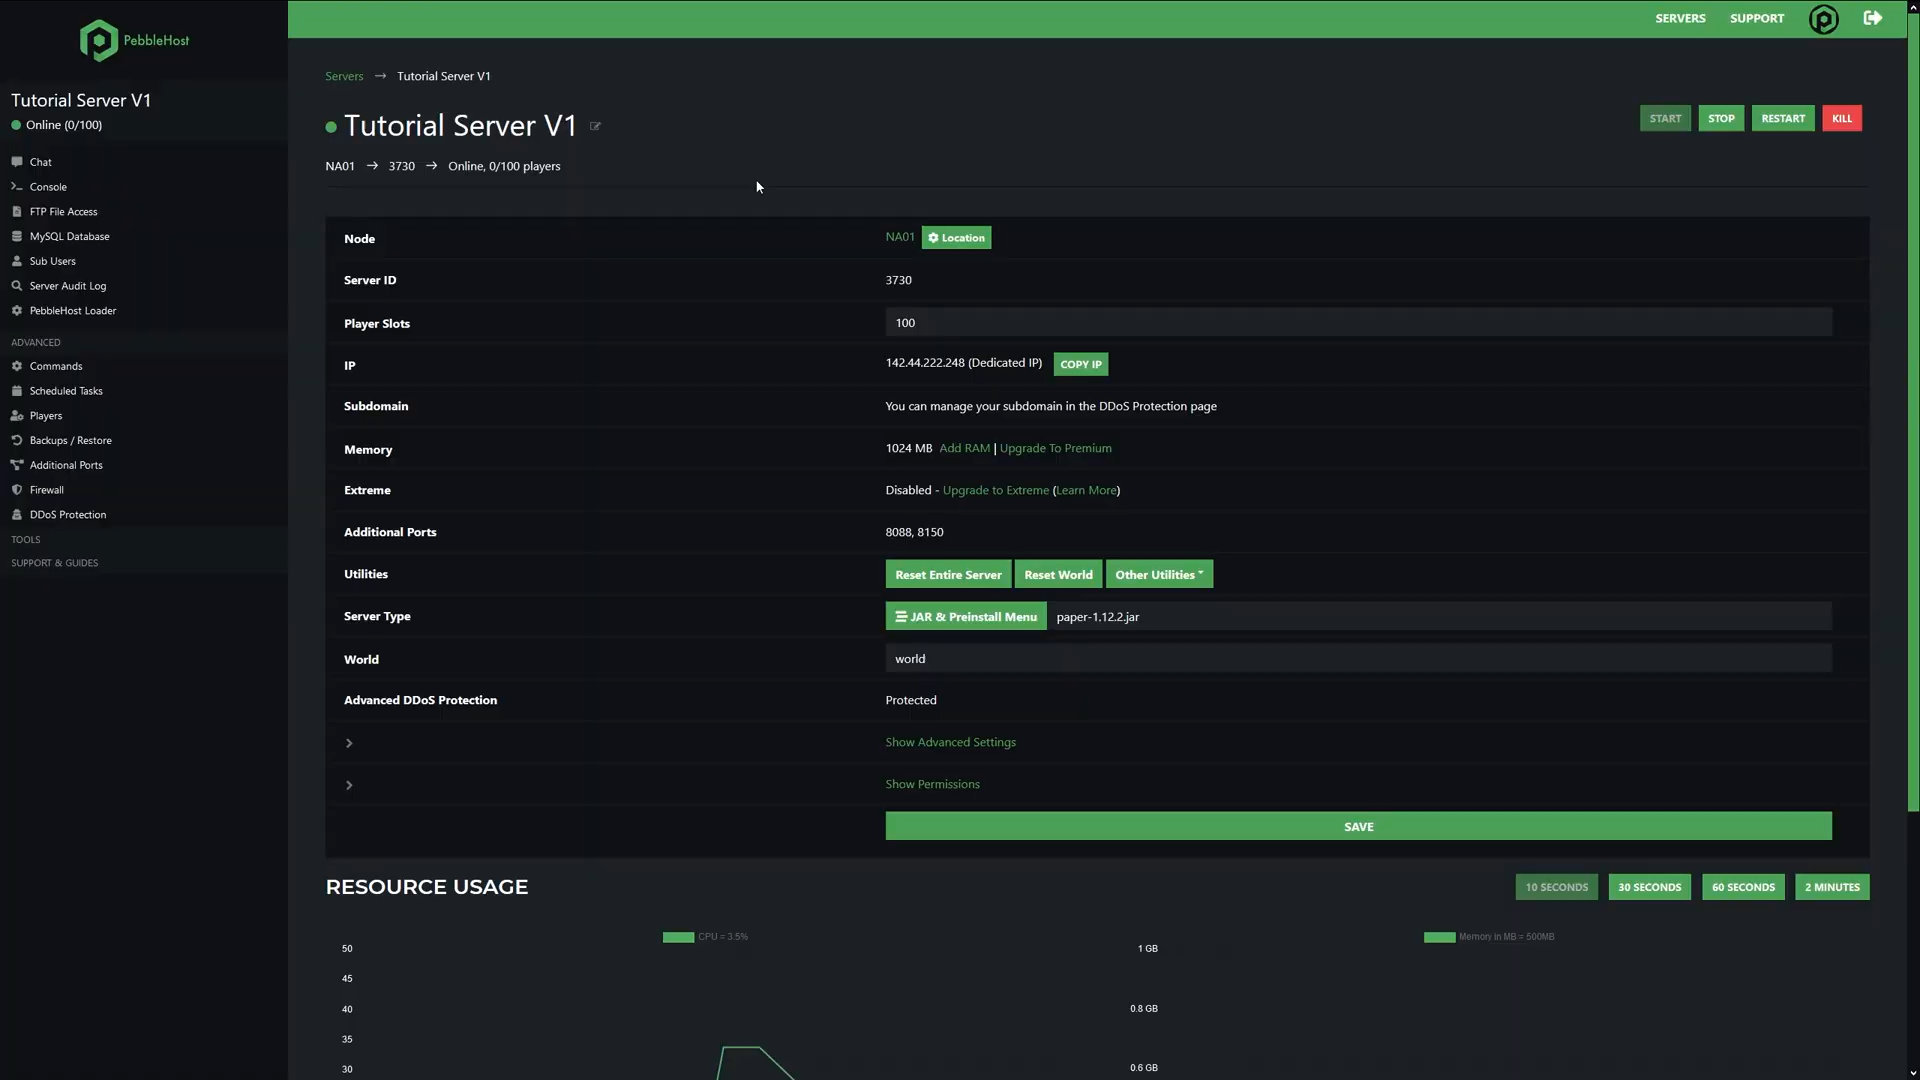 PebbleHost
SERVERS
SUPPORT
Tutorial Server V1
Online (0/100)
Chat
Console
FTP File Access
MySQL Database
Sub Users
Server Audit Log
PebbleHost Loader
ADVANCED
Commands
Scheduled Tasks
Players
Backups / Restore
Additional Ports
Firewall
DDoS Protection
TOOLS
SUPPORT & GUIDES
Servers → Tutorial Server V1
Tutorial Server V1
START STOP RESTART KILL
NA01 → 3730 → Online, 0/100 players
Node NA01 Location
Server ID 3730
Player Slots 100
IP 142.44.222.248 (Dedicated IP) COPY IP
Subdomain You can manage your subdomain in the DDoS Protection page
Memory 1024 MB Add RAM | Upgrade To Premium
Extreme Disabled - Upgrade to Extreme (Learn More)
Additional Ports 8088, 8150
Utilities Reset Entire Server Reset World Other Utilities
Server Type JAR & Preinstall Menu paper-1.12.2.jar
World world
Advanced DDoS Protection Protected
Show Advanced Settings
Show Permissions
SAVE
RESOURCE USAGE
10 SECONDS 30 SECONDS 60 SECONDS 2 MINUTES
CPU = 3.5%
50
45
40
35
30
Memory in MB = 500MB
1 GB
0.8 GB
0.6 GB